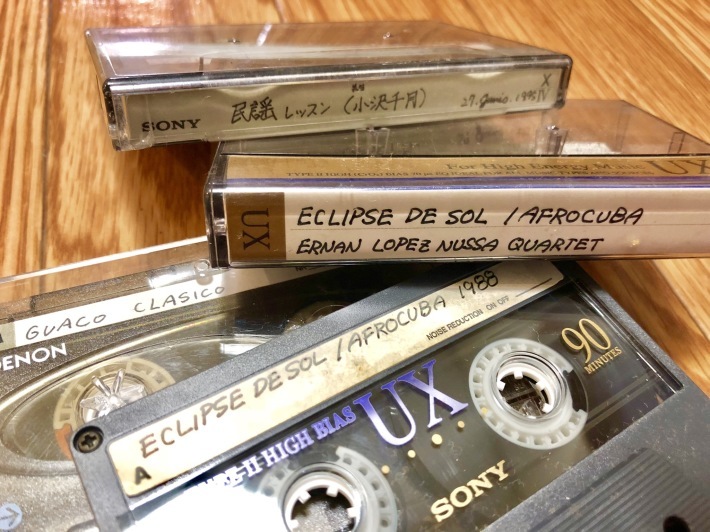 SONY
民謡 レッスン (小沢千月)
27. Junio. 1995
For High Energy M
UX
UX
ECLIPSE DE SOL / AFROCUBA
ERNAN LOPEZ NUSSA QUARTET
GUACO CLASICO
DENON
ECLIPSE DE SOL / AFROCUBA 1988
NOISE REDUCTION ON OFF
A
HIGH BIAS UX
90
MINUTES
SONY